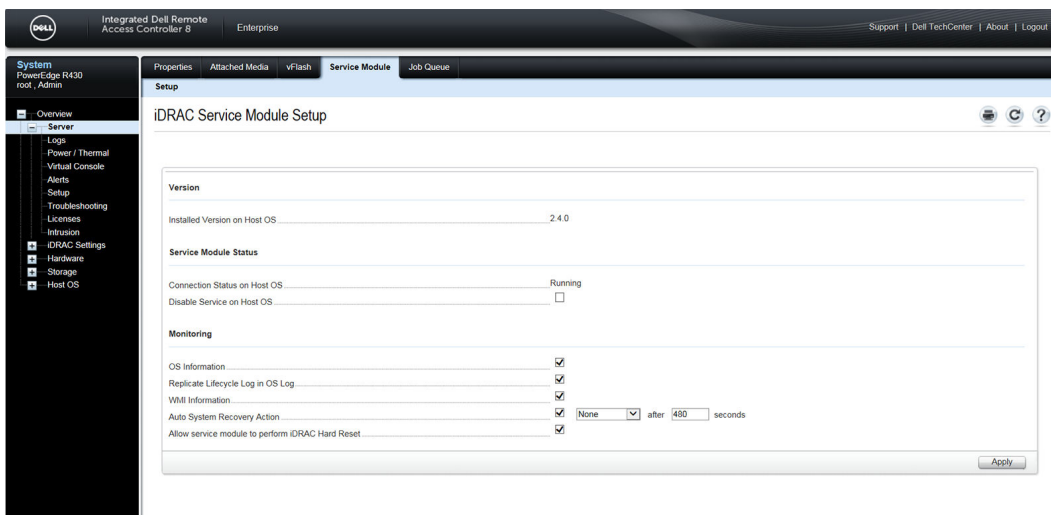 DELL
Integrated Dell Remote
Access Controller 8
Enterprise
Support | Dell TechCenter | About | Logout
System
PowerEdge R430
root , Admin
Overview
Server
Logs
Power / Thermal
Virtual Console
Alerts
Setup
Troubleshooting
Licenses
Intrusion
iDRAC Settings
Hardware
Storage
Host OS
Properties Attached Media vFlash Service Module Job Queue
Setup
iDRAC Service Module Setup
Version
Installed Version on Host OS 2.4.0
Service Module Status
Connection Status on Host OS Running
Disable Service on Host OS
Monitoring
OS Information
Replicate Lifecycle Log in OS Log
WMI Information
Auto System Recovery Action None after 480 seconds
Allow service module to perform iDRAC Hard Reset
Apply